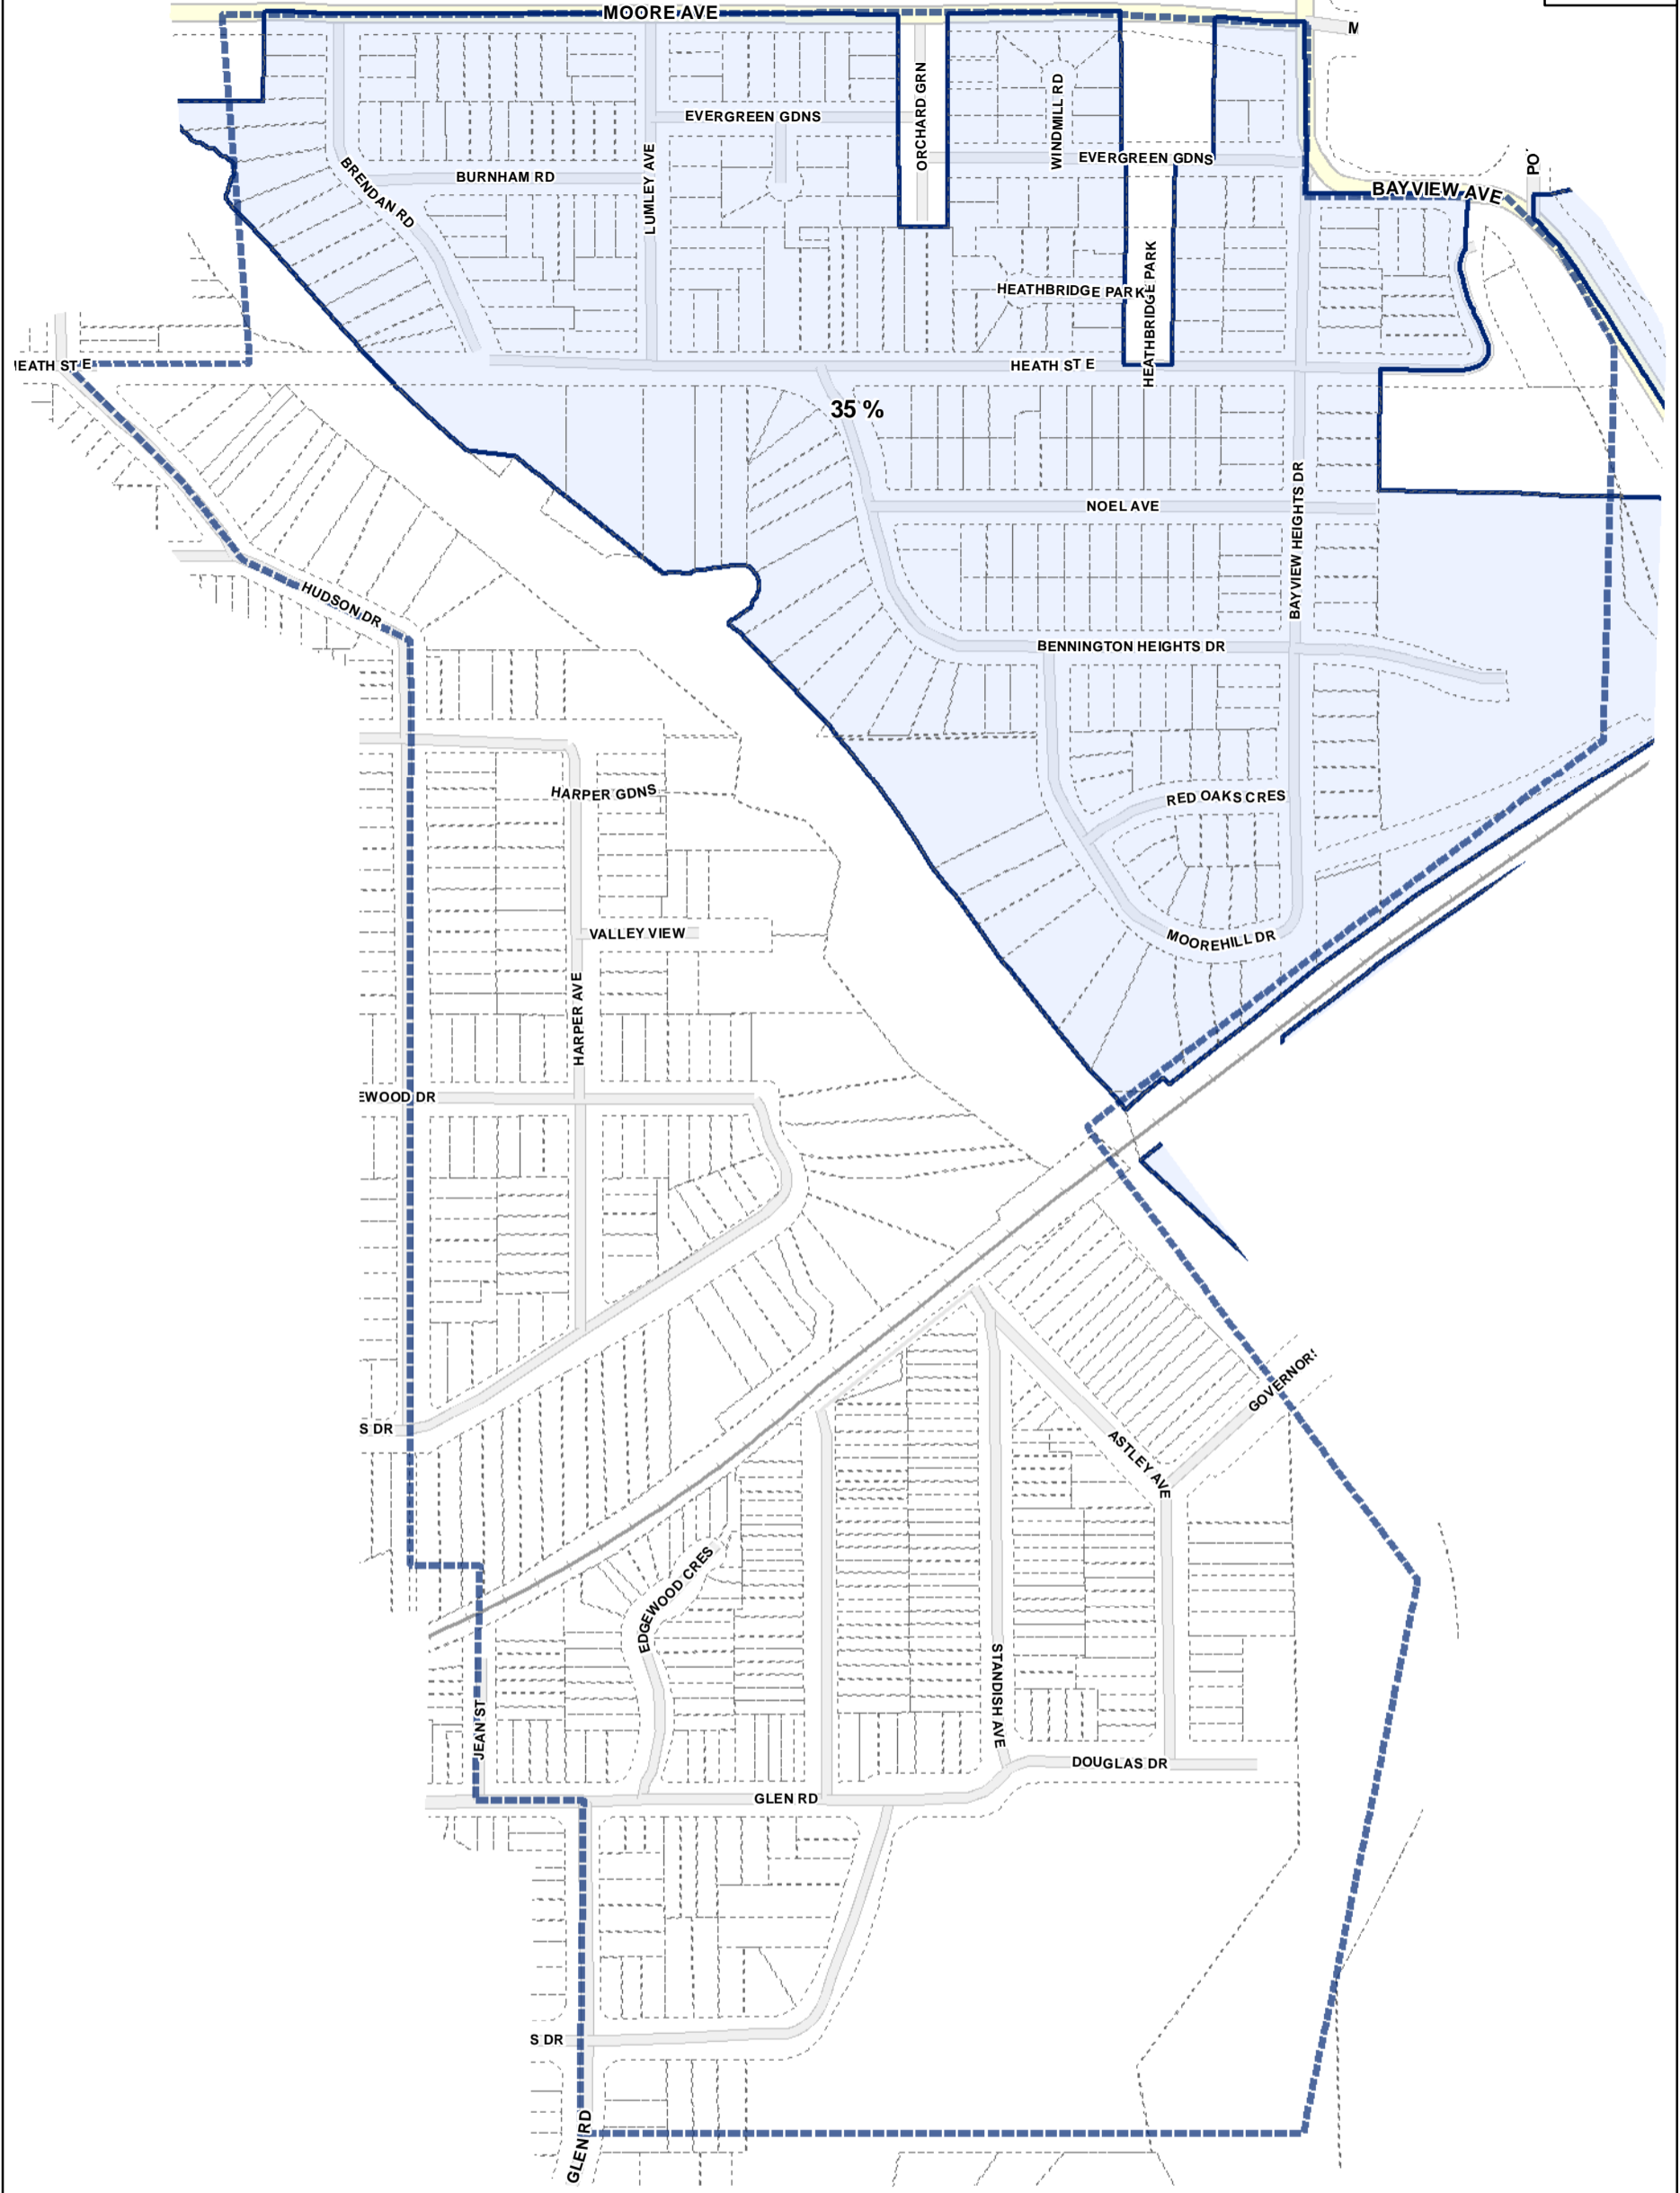 MOORE AVE
M
ORCHARD GRN
WINDMILL RD
EVERGREEN GDNS
LUMLEY AVE
EVERGREEN GDNS
PO
BURNHAM RD
BRENDAN RD
BAYVIEW AVE
HEATHBRIDGE PARK
HEATHBRIDGE PARK
HEATH ST E
HEATH ST E
35 %
BAYVIEW HEIGHTS DR
NOEL AVE
HUDSON DR
BENNINGTON HEIGHTS DR
HARPER GDNS
RED OAKS CRES
VALLEY VIEW
MOOREHILL DR
HARPER AVE
EWOOD DR
GOVERNOR
S DR
ASTLEY AVE
EDGEWOOD CRES
STANDISH AVE
JEAN ST
DOUGLAS DR
GLEN RD
S DR
GLEN RD